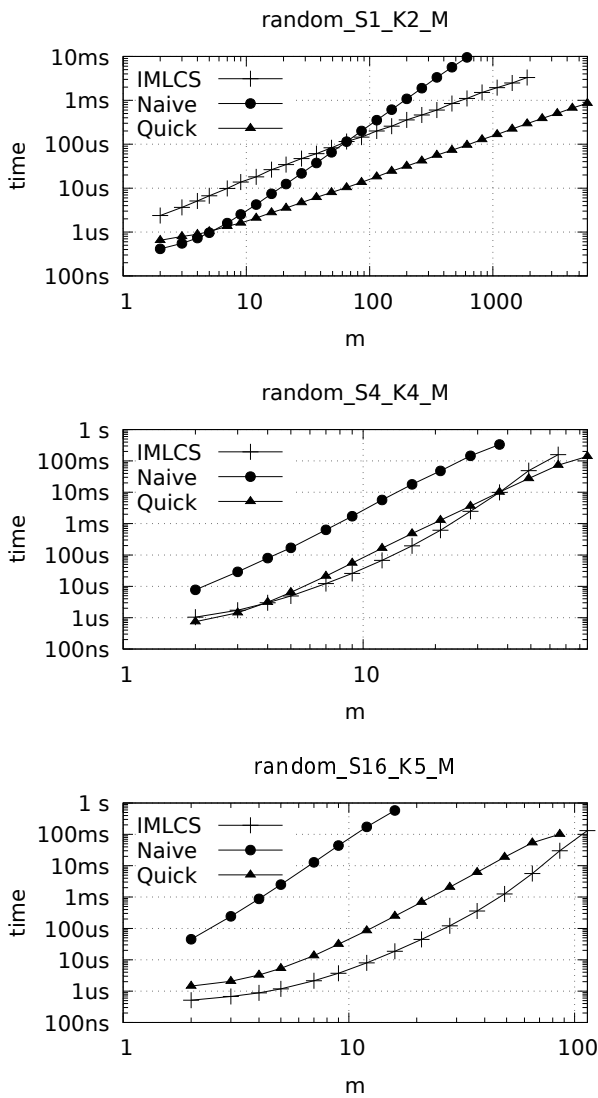 random_S1_K2_M
10ms
1ms
100us
10us
1us
100ns
time
IMLCS
Naive
Quick
1
10
100
1000
m
random_S4_K4_M
1 s
100ms
10ms
1ms
100us
10us
1us
100ns
time
IMLCS
Naive
Quick
1
10
m
random_S16_K5_M
1 s
100ms
10ms
1ms
100us
10us
1us
100ns
time
IMLCS
Naive
Quick
1
10
100
m